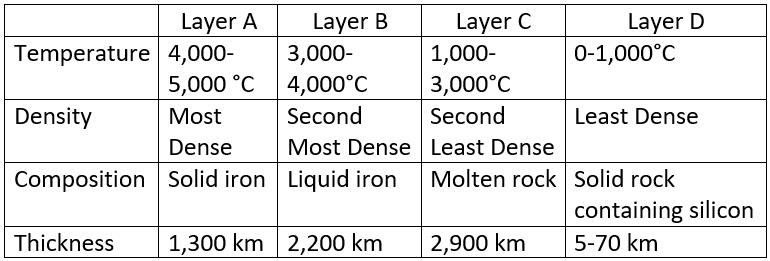 Layer A Layer B Layer C Layer D
Temperature 4,000- 3,000- 1,000- 0-1,000°C
5,000 °C 4,000°C 3,000°C
Density Most Second Second Least Dense
Dense Most Dense Least Dense
Composition Solid iron Liquid iron Molten rock Solid rock
containing silicon
Thickness 1,300 km 2,200 km 2,900 km 5-70 km